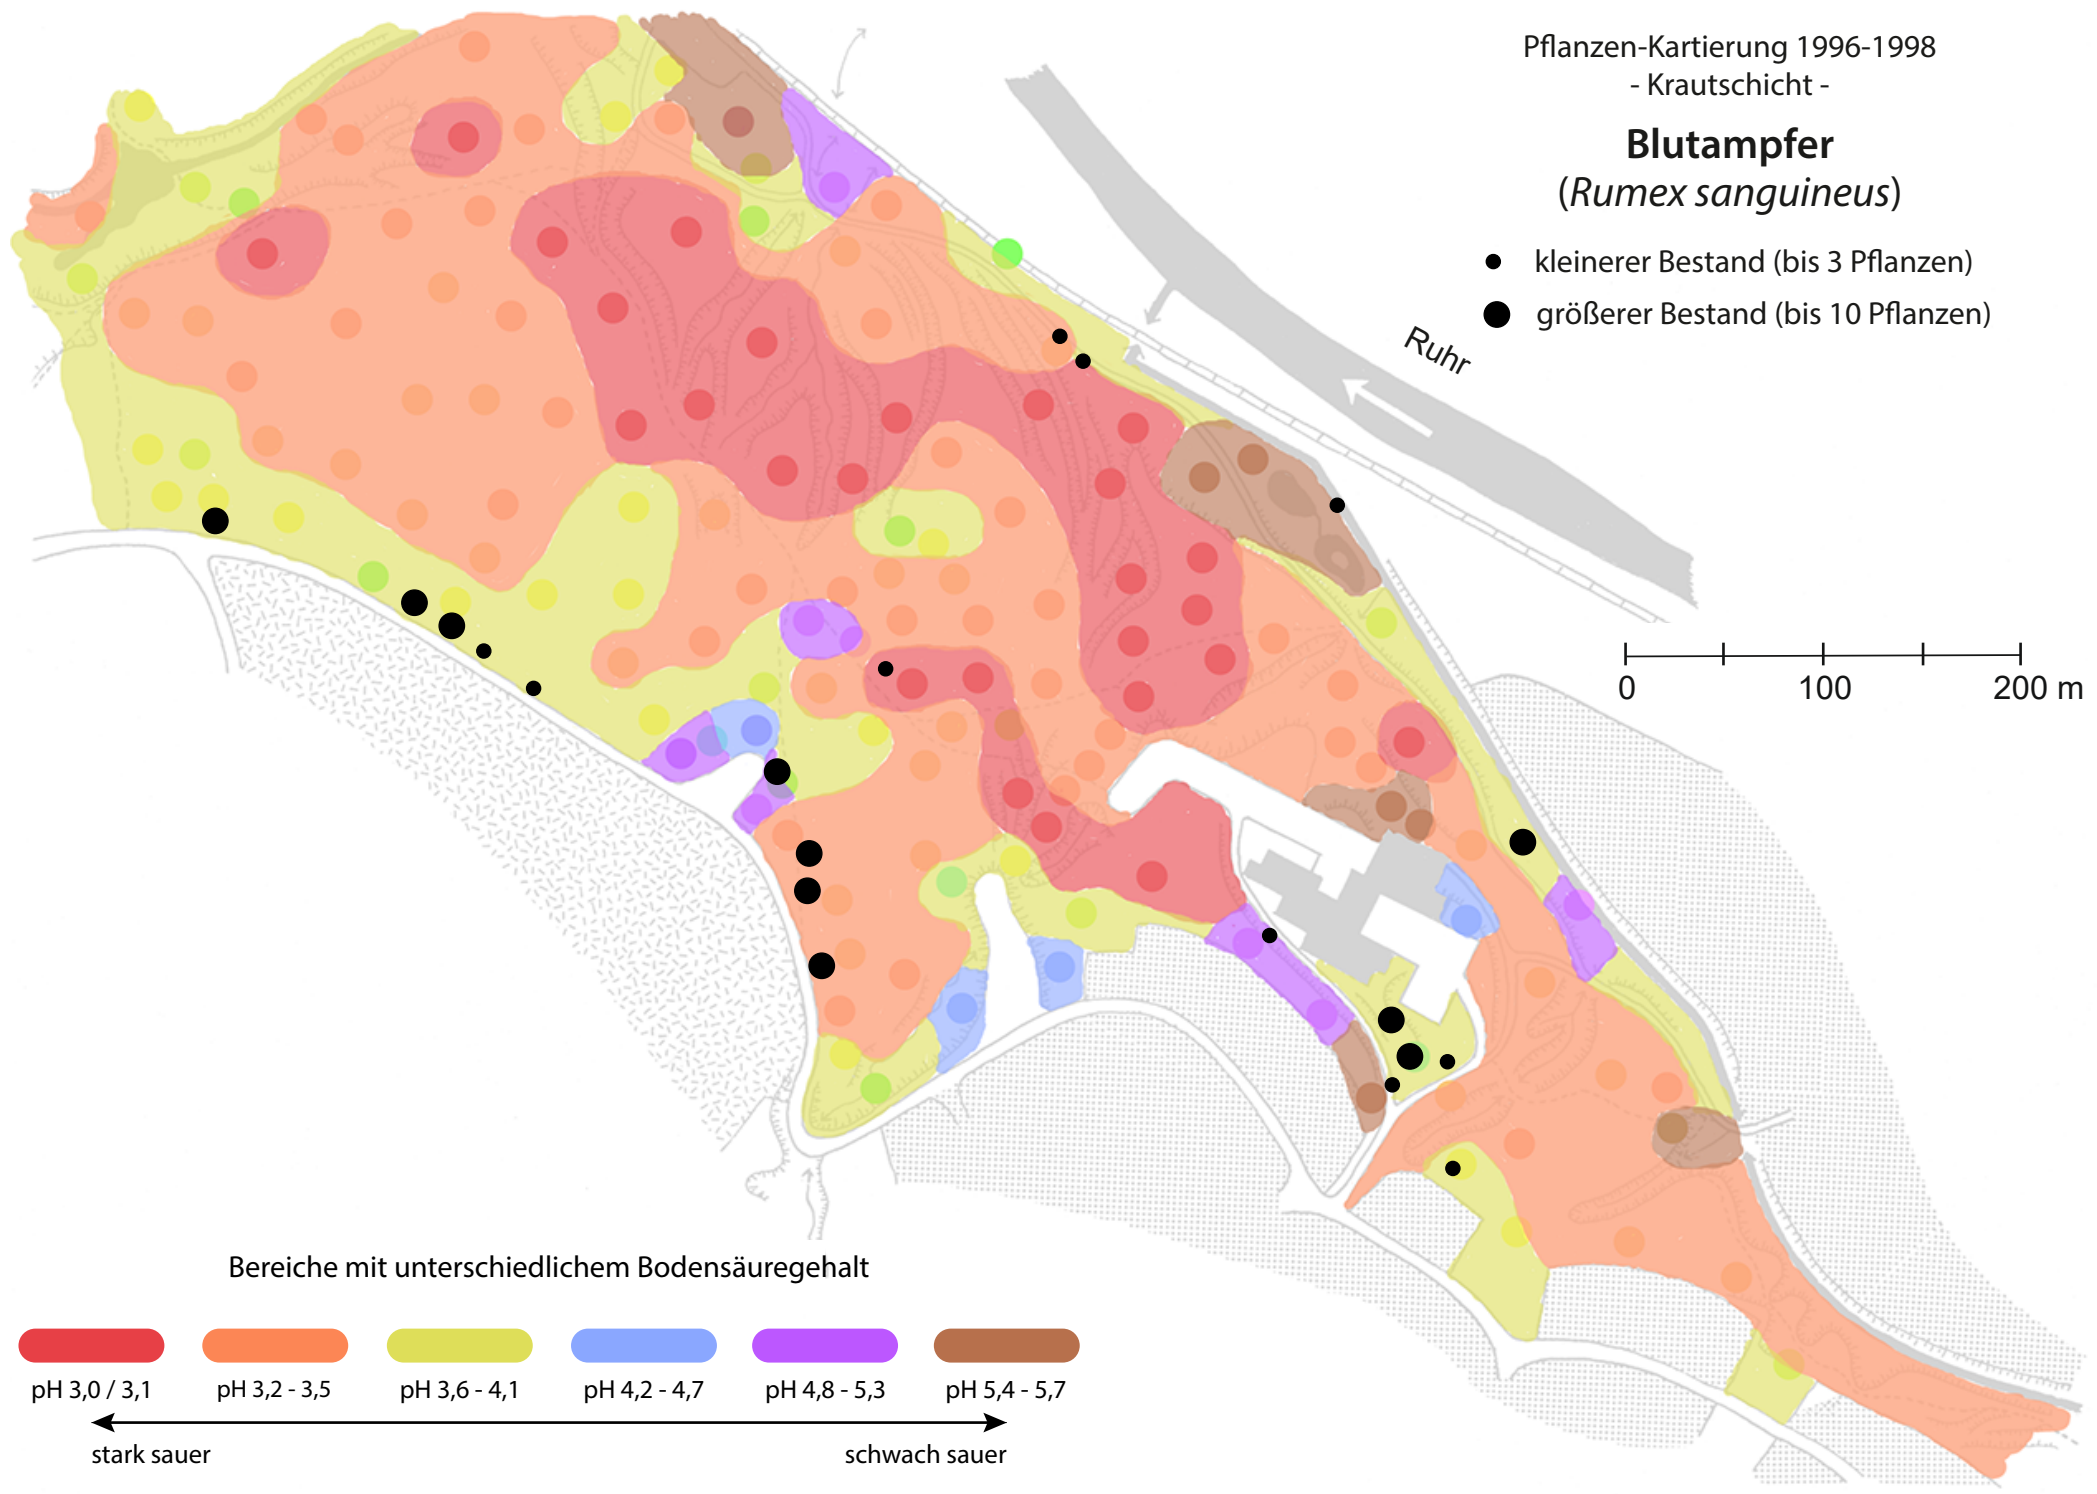 Pflanzen-Kartierung 1996-1998
- Krautschicht -
Blutampfer
(Rumex sanguineus)
kleinerer Bestand (bis 3 Pflanzen)
größerer Bestand (bis 10 Pflanzen)
Ruhr
0 100 200 m
Bereiche mit unterschiedlichem Bodensäuregehalt
pH 3,0 / 3,1 pH 3,2 - 3,5 pH 3,6 - 4,1 pH 4,2 - 4,7 pH 4,8 - 5,3 pH 5,4 - 5,7
stark sauer schwach sauer